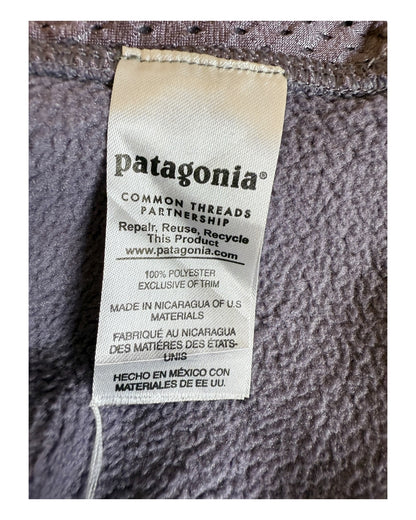 patagonia®
COMMON THREADS
PARTNERSHIP
Repair, Reuse, Recycle
This Product
www.patagonia.com
100% POLYESTER
EXCLUSIVE OF TRIM
MADE IN NICARAGUA OF U.S
MATERIALS
FABRIQUÉ AU NICARAGUA
DES MATIÈRES DES ÉTATS-
UNIS
HECHO EN MÉXICO CON
MATERIALES DE EE UU.